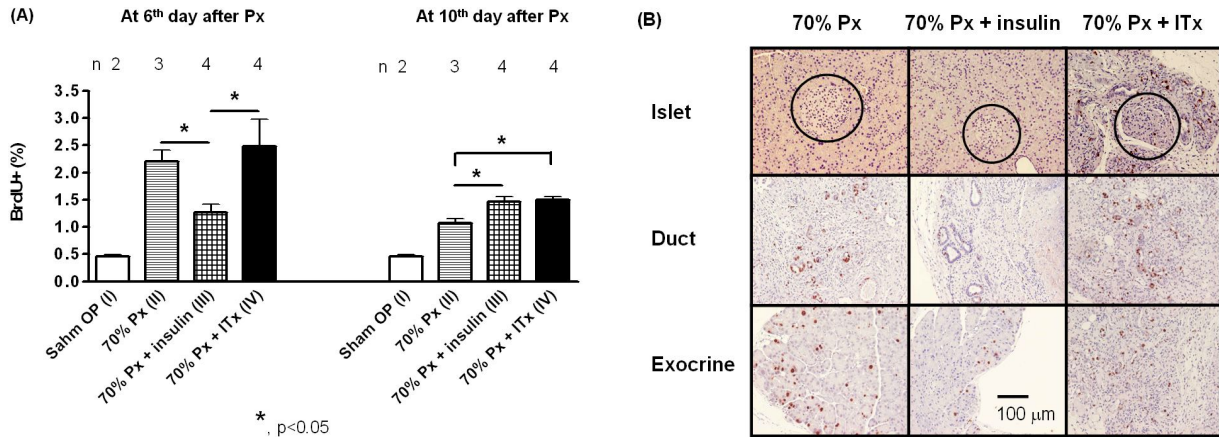 (A)
At 6th day after Px
At 10th day after Px
n 2 3 4 4
n 2 3 4 4
BrdU+ (%)
3.5
3.0
2.5
2.0
1.5
1.0
0.5
0.0
* *
* *
Sahm OP (I)
70% Px (II)
70% Px + insulin (III)
70% Px + ITx (IV)
Sham OP (I)
70% Px (II)
70% Px + insulin (III)
70% Px + ITx (IV)
*, p<0.05
(B)
70% Px 70% Px + insulin 70% Px + ITx
Islet
Duct
Exocrine
100 μm